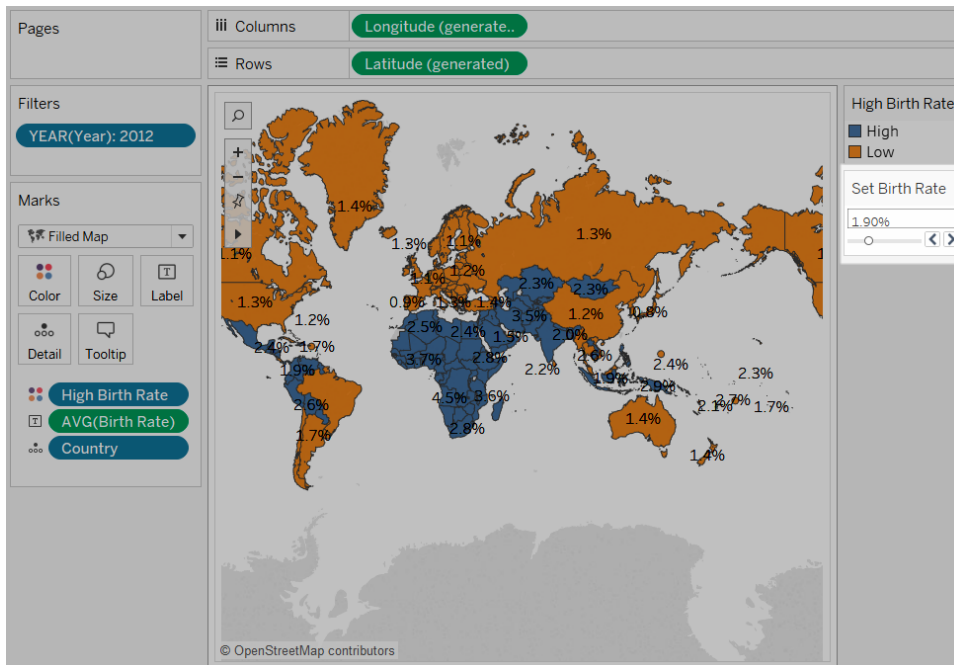 Pages
Columns
Longitude (generate..
Rows
Latitude (generated)
Filters
YEAR(Year): 2012
Marks
Filled Map
Color
Size
Label
T
Detail
Tooltip
High Birth Rate
T
AVG(Birth Rate)
Country
High Birth Rate
High
Low
Set Birth Rate
1.90%
1.4%
1.3%
1.1%
1.3%
1.1%
1.2%
1.1%
1.3%
2.3%
2.3%
0.9%
1.3%
1.4%
3.5%
1.2%
0.8%
1.2%
2.5%
2.4%
1.5%
2.0%
2.4%
1.7%
3.7%
2.8%
2.6%
2.4%
1.9%
2.2%
1.9%
2.9%
2.3%
2.6%
4.5%
3.6%
2.1%
2.7%
1.7%
1.7%
2.8%
1.4%
1.4%
© OpenStreetMap contributors